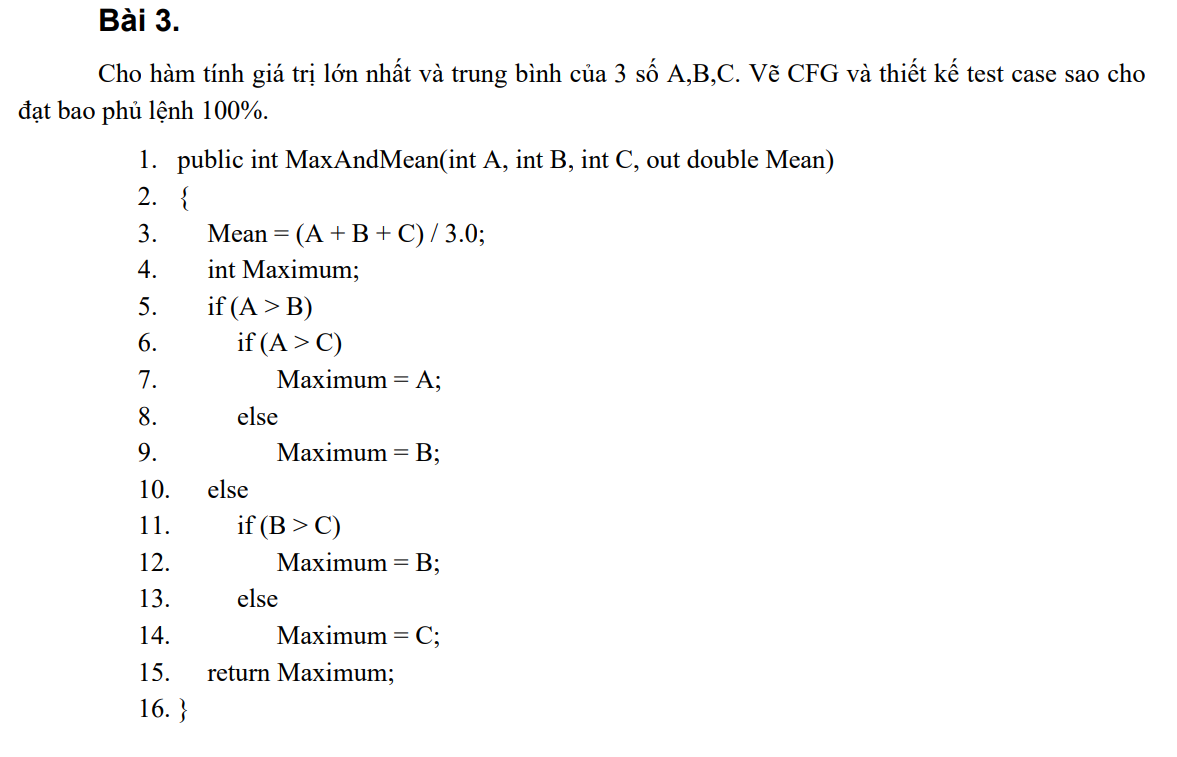 Bài 3.
Cho hàm tính giá trị lớn nhất và trung bình của 3 số A,B,C. Vẽ CFG và thiết kế test case sao cho
đạt bao phủ lệnh 100%.
1. public int MaxAndMean(int A, int B, int C, out double Mean)
2. {
3. Mean = (A + B + C) / 3.0;
4. int Maximum;
5. if (A > B)
6. if (A > C)
7. Maximum = A;
8. else
9. Maximum = B;
10. else
11. if (B > C)
12. Maximum = B;
13. else
14. Maximum = C;
15. return Maximum;
16. }